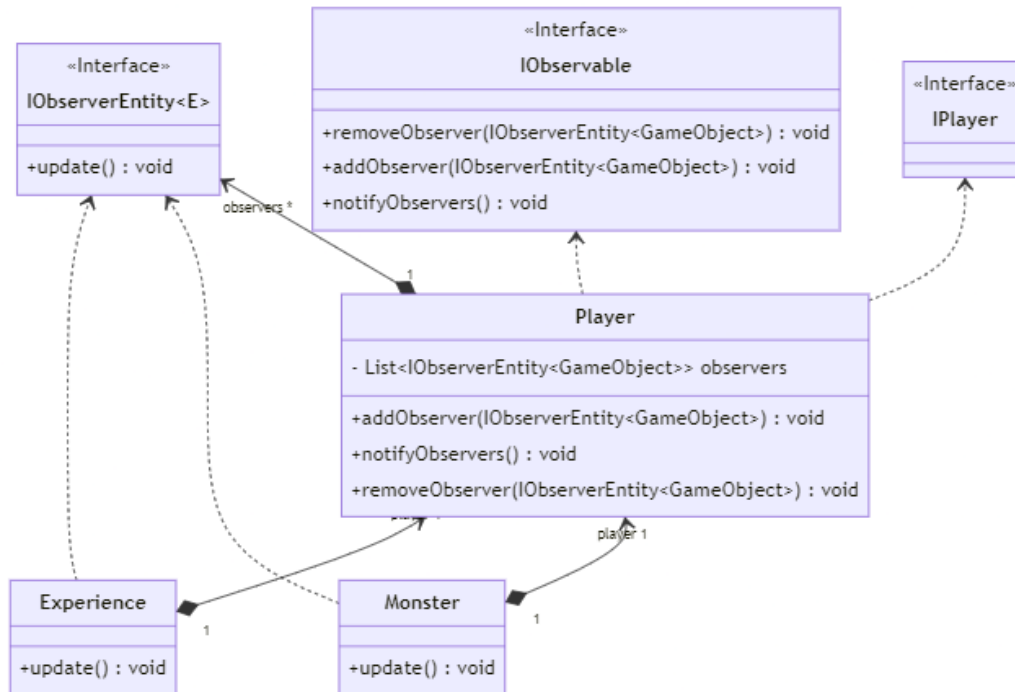 «Interface»
IObserverEntity<E>
+update() : void
«Interface»
IObservable
+removeObserver(IObserverEntity<GameObject>) : void
+addObserver(IObserverEntity<GameObject>) : void
+notifyObservers() : void
«Interface»
IPlayer
observers *
1
Player
- List<IObserverEntity<GameObject>> observers
+addObserver(IObserverEntity<GameObject>) : void
+notifyObservers() : void
+removeObserver(IObserverEntity<GameObject>) : void
player 1
Experience
+update() : void
1
Monster
+update() : void
1